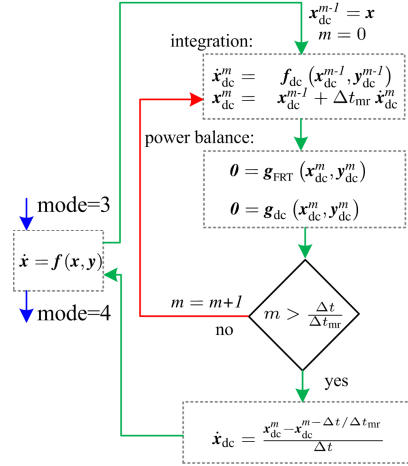 x_dc^{m-1} = x
m = 0
integration:
ẋ_dc^m = f_dc (x_dc^{m-1}, y_dc^{m-1})
x_dc^m = x_dc^{m-1} + Δt_mr ẋ_dc^m
power balance:
0 = g_FRT (x_dc^m, y_dc^m)
0 = g_dc (x_dc^m, y_dc^m)
mode=3
ẋ = f(x, y)
mode=4
m = m+1
no
m > Δt/Δt_mr
yes
ẋ_dc = (x_dc^m - x_dc^{m-Δt/Δt_mr})/Δt